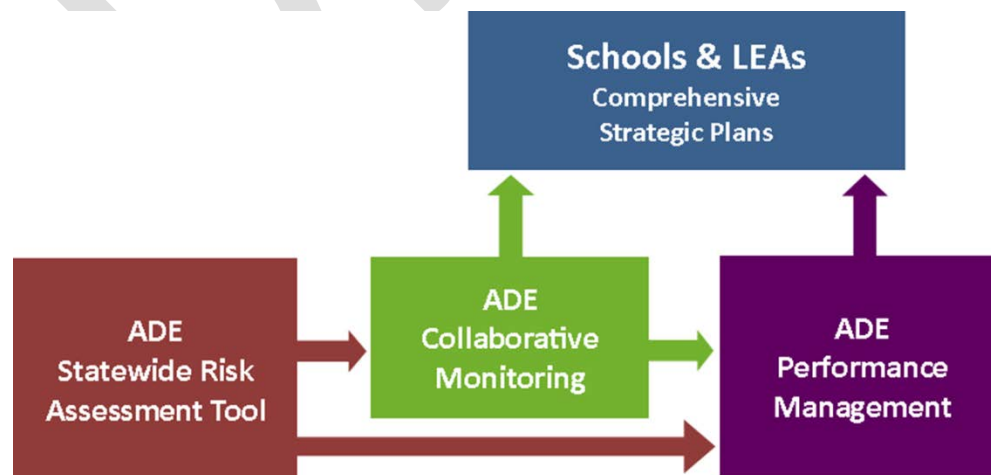 Schools & LEAs
Comprehensive
Strategic Plans
ADE
Statewide Risk
Assessment Tool
ADE
Collaborative
Monitoring
ADE
Performance
Management